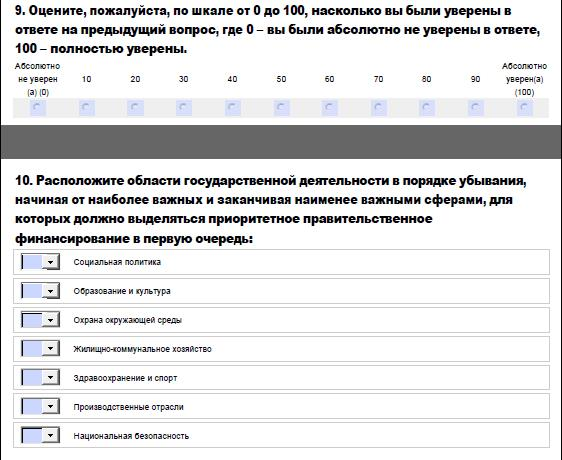 9. Оцените, пожалуйста, по шкале от 0 до 100, насколько вы были уверены в
ответе на предыдущий вопрос, где 0 – вы были абсолютно не уверены в ответе,
100 – полностью уверены.
Абсолютно не уверен (а) (0) 10 20 30 40 50 60 70 80 90 Абсолютно уверен(а) (100)
10. Расположите области государственной деятельности в порядке убывания,
начиная от наиболее важных и заканчивая наименее важными сферами, для
которых должно выделяться приоритетное правительственное
финансирование в первую очередь:
Социальная политика
Образование и культура
Охрана окружающей среды
Жилищно-коммунальное хозяйство
Здравоохранение и спорт
Производственные отрасли
Национальная безопасность